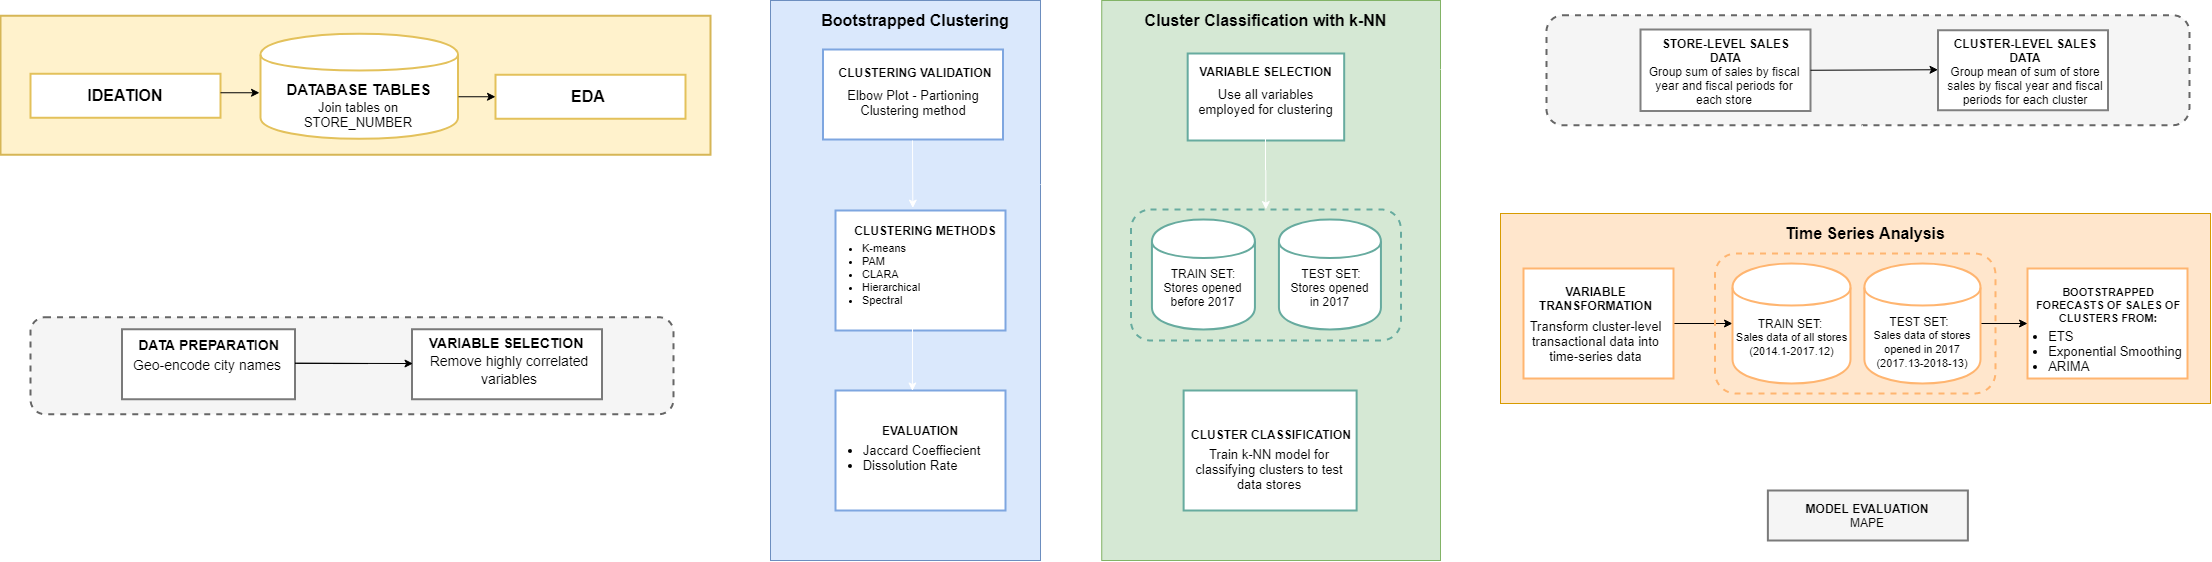 IDEATION
DATABASE TABLES
Join tables on
STORE_NUMBER
EDA
DATA PREPARATION
Geo-encode city names
VARIABLE SELECTION
Remove highly correlated
variables
Bootstrapped Clustering
CLUSTERING VALIDATION
Elbow Plot - Partioning
Clustering method
CLUSTERING METHODS
• K-means
• PAM
• CLARA
• Hierarchical
• Spectral
EVALUATION
• Jaccard Coeffiecient
• Dissolution Rate
Cluster Classification with k-NN
VARIABLE SELECTION
Use all variables
employed for clustering
TRAIN SET:
Stores opened
before 2017
TEST SET:
Stores opened
in 2017
CLUSTER CLASSIFICATION
Train k-NN model for
classifying clusters to test
data stores
STORE-LEVEL SALES
DATA
Group sum of sales by fiscal
year and fiscal periods for
each store
CLUSTER-LEVEL SALES
DATA
Group mean of sum of store
sales by fiscal year and fiscal
periods for each cluster
Time Series Analysis
VARIABLE
TRANSFORMATION
Transform cluster-level
transactional data into
time-series data
TRAIN SET:
Sales data of all stores
(2014.1-2017.12)
TEST SET:
Sales data of stores
opened in 2017
(2017.13-2018-13)
BOOTSTRAPPED
FORECASTS OF SALES OF
CLUSTERS FROM:
• ETS
• Exponential Smoothing
• ARIMA
MODEL EVALUATION
MAPE